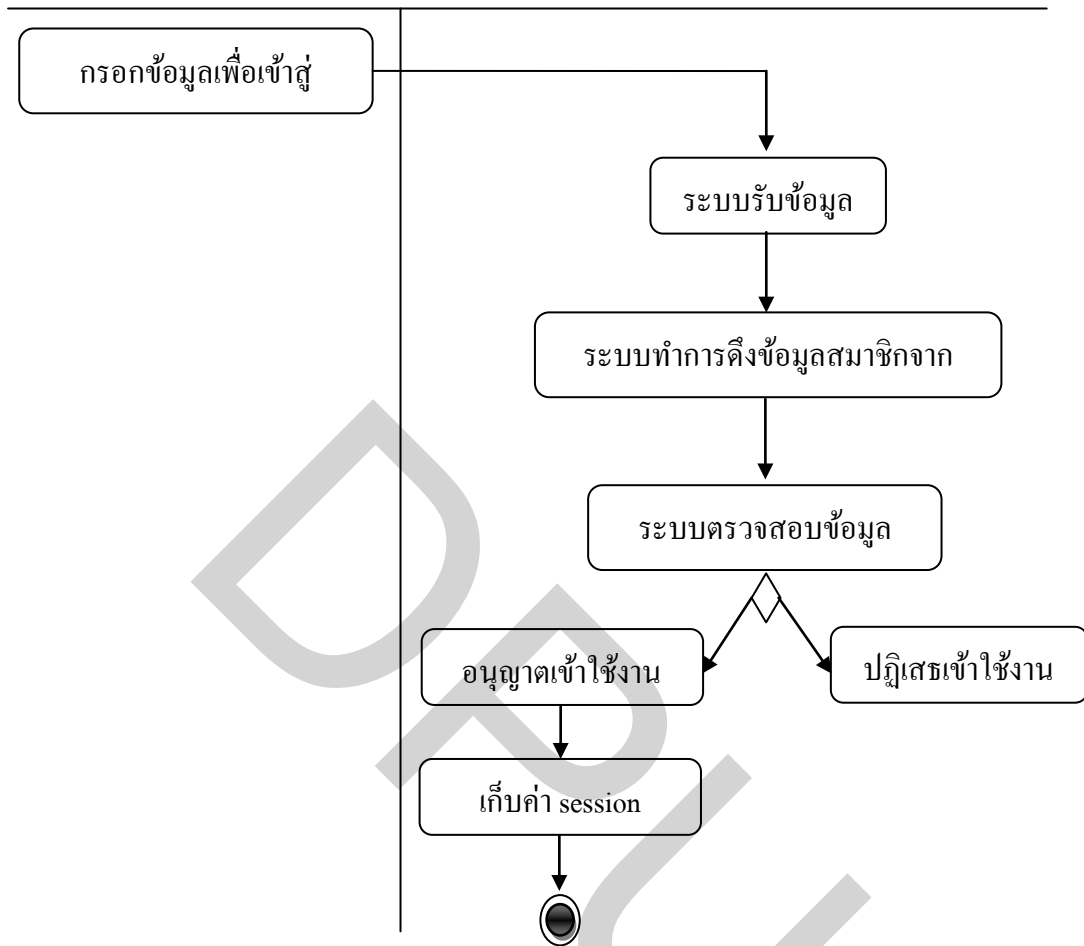 กรอกข้อมูลเพื่อเข้าสู่
ระบบรับข้อมูล
ระบบทำการดึงข้อมูลสมาชิกจาก
ระบบตรวจสอบข้อมูล
อนุญาตเข้าใช้งาน
ปฏิเสธเข้าใช้งาน
เก็บค่า session